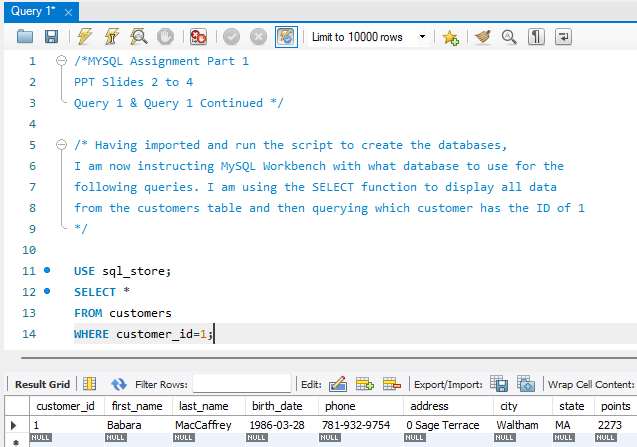 Query 1*
Limit to 10000 rows
1 /*MYSQL Assignment Part 1
2 PPT Slides 2 to 4
3 Query 1 & Query 1 Continued */
4
5 /* Having imported and run the script to create the databases,
6 I am now instructing MySQL Workbench with what database to use for the
7 following queries. I am using the SELECT function to display all data
8 from the customers table and then querying which customer has the ID of 1
9 */
10
11 USE sql_store;
12 SELECT *
13 FROM customers
14 WHERE customer_id=1;
Result Grid Filter Rows: Edit: Export/Import: Wrap Cell Content:
customer_id first_name last_name birth_date phone address city state points
1 Babara MacCaffrey 1986-03-28 781-932-9754 0 Sage Terrace Waltham MA 2273
NULL NULL NULL NULL NULL NULL NULL NULL NULL